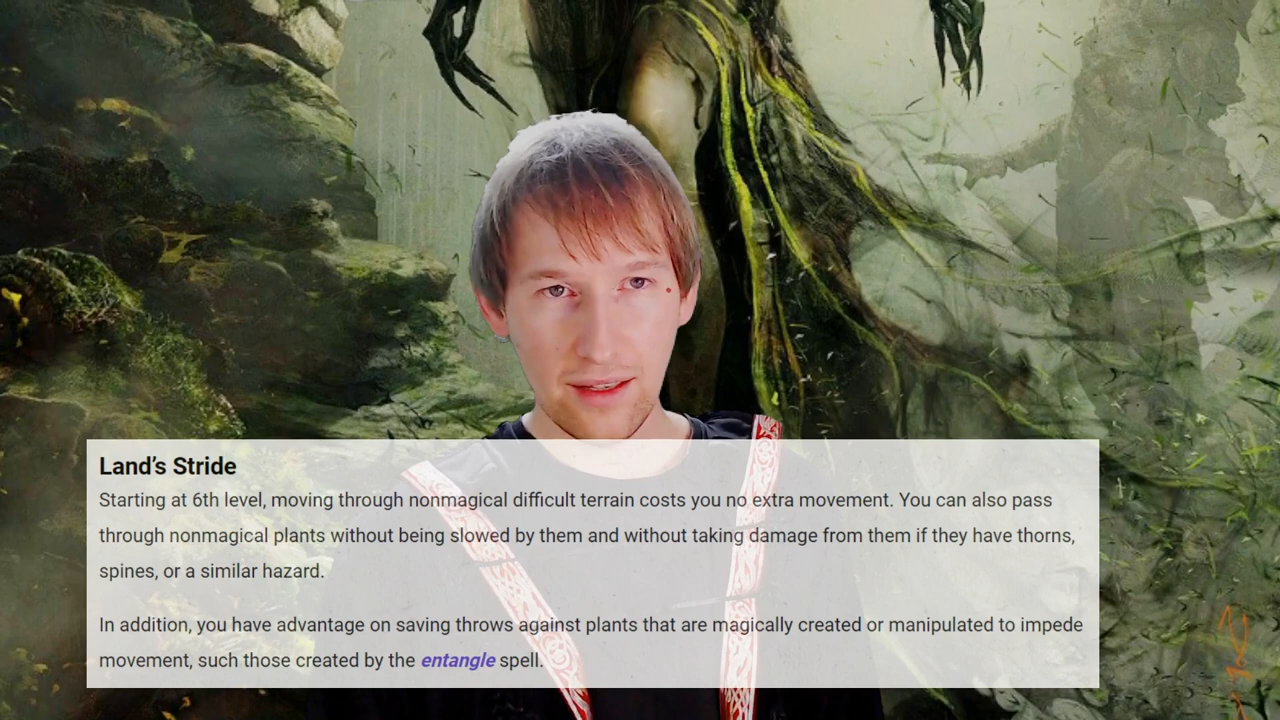 Land’s Stride
Starting at 6th level, moving through nonmagical difficult terrain costs you no extra movement. You can also pass
through nonmagical plants without being slowed by them and without taking damage from them if they have thorns,
spines, or a similar hazard.
In addition, you have advantage on saving throws against plants that are magically created or manipulated to impede
movement, such those created by the entangle spell.